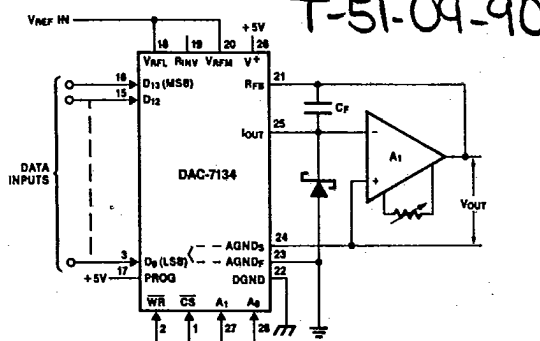 T-51-09-90
VREF IN
+5V
18 19 20 26
VRFL RINV VRFM V+
16 D13 (MSB) RFB 21
15 D12
CF
IOUT 25
DATA INPUTS
DAC-7134
A1
VOUT
AGNDS 24
3 D0 (LSB) AGNDF 23
+5V 17 PROG DGND 22
WR CS A1 A0
2 1 27 28